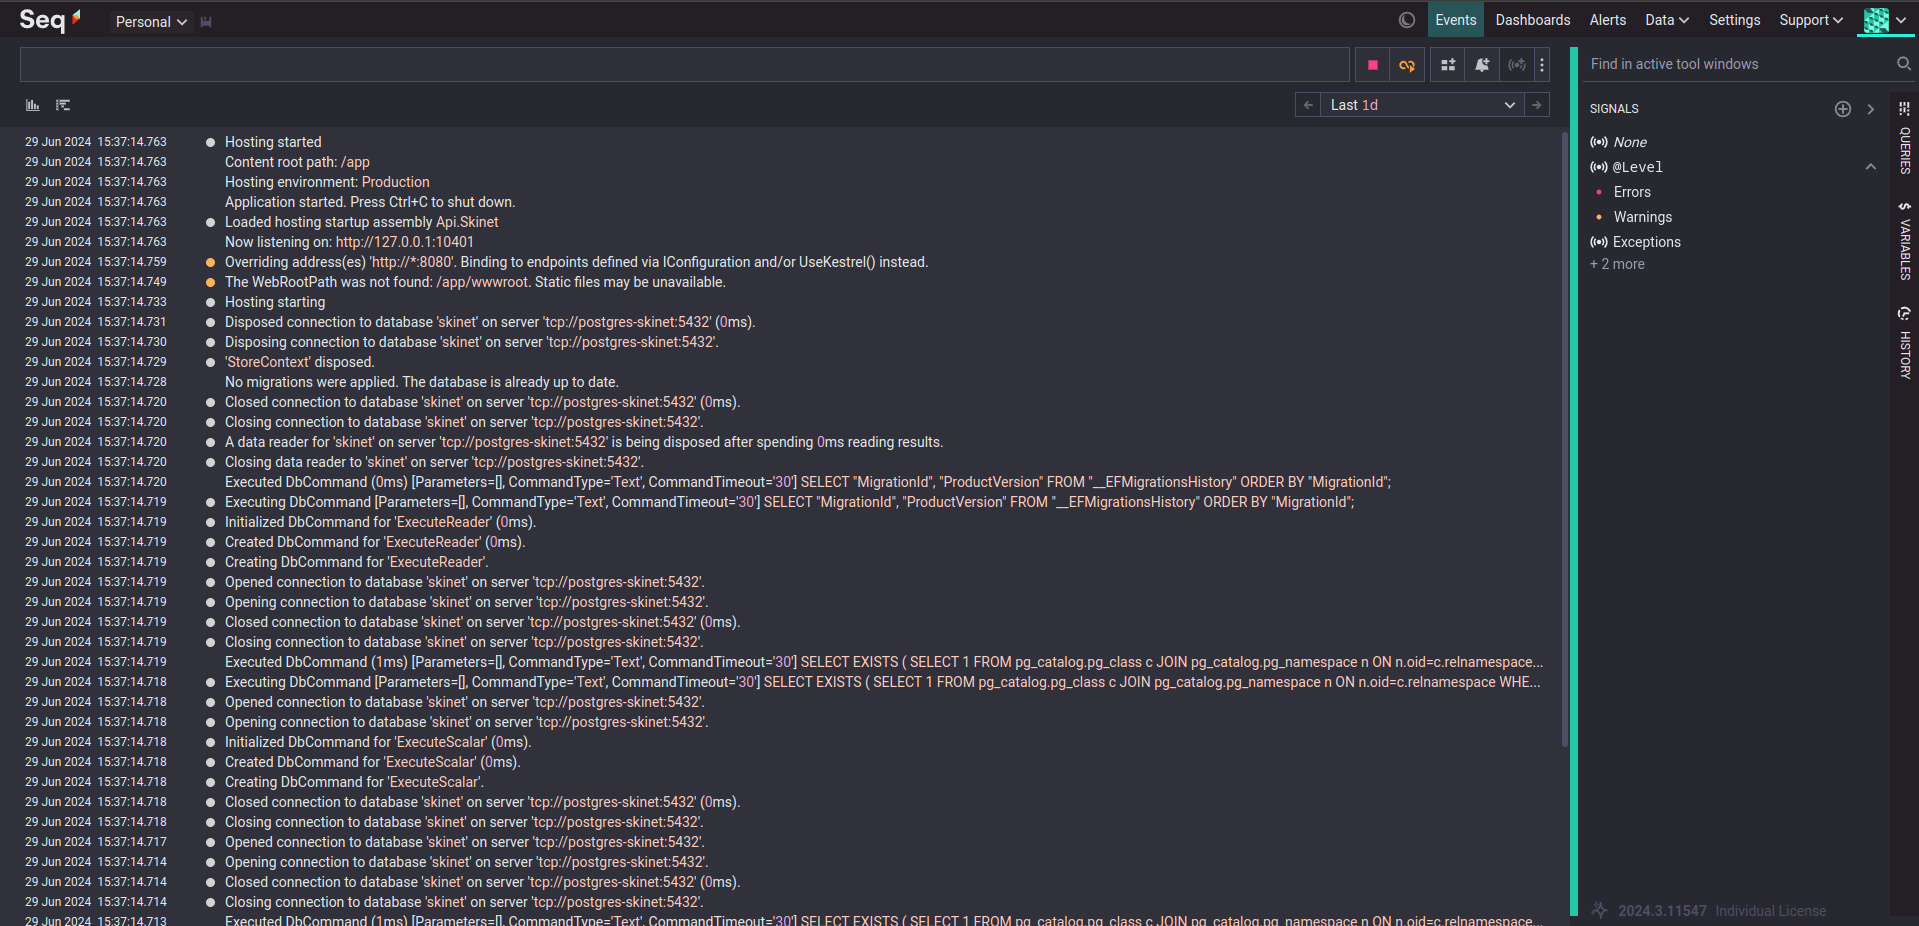 Seq
Personal
Events Dashboards Alerts Data Settings Support
Find in active tool windows
Last 1d
SIGNALS
None
@Level
Errors
Warnings
Exceptions
+ 2 more
QUERIES
VARIABLES
HISTORY
29 Jun 2024 15:37:14.763 Hosting started
29 Jun 2024 15:37:14.763 Content root path: /app
29 Jun 2024 15:37:14.763 Hosting environment: Production
29 Jun 2024 15:37:14.763 Application started. Press Ctrl+C to shut down.
29 Jun 2024 15:37:14.763 Loaded hosting startup assembly Api.Skinet
29 Jun 2024 15:37:14.763 Now listening on: http://127.0.0.1:10401
29 Jun 2024 15:37:14.759 Overriding address(es) 'http://*:8080'. Binding to endpoints defined via IConfiguration and/or UseKestrel() instead.
29 Jun 2024 15:37:14.749 The WebRootPath was not found: /app/wwwroot. Static files may be unavailable.
29 Jun 2024 15:37:14.733 Hosting starting
29 Jun 2024 15:37:14.731 Disposed connection to database 'skinet' on server 'tcp://postgres-skinet:5432' (0ms).
29 Jun 2024 15:37:14.730 Disposing connection to database 'skinet' on server 'tcp://postgres-skinet:5432'.
29 Jun 2024 15:37:14.729 'StoreContext' disposed.
29 Jun 2024 15:37:14.728 No migrations were applied. The database is already up to date.
29 Jun 2024 15:37:14.720 Closed connection to database 'skinet' on server 'tcp://postgres-skinet:5432' (0ms).
29 Jun 2024 15:37:14.720 Closing connection to database 'skinet' on server 'tcp://postgres-skinet:5432'.
29 Jun 2024 15:37:14.720 A data reader for 'skinet' on server 'tcp://postgres-skinet:5432' is being disposed after spending 0ms reading results.
29 Jun 2024 15:37:14.720 Closing data reader to 'skinet' on server 'tcp://postgres-skinet:5432'.
29 Jun 2024 15:37:14.720 Executed DbCommand (0ms) [Parameters=[], CommandType='Text', CommandTimeout='30'] SELECT "MigrationId", "ProductVersion" FROM "__EFMigrationsHistory" ORDER BY "MigrationId";
29 Jun 2024 15:37:14.719 Executing DbCommand [Parameters=[], CommandType='Text', CommandTimeout='30'] SELECT "MigrationId", "ProductVersion" FROM "__EFMigrationsHistory" ORDER BY "MigrationId";
29 Jun 2024 15:37:14.719 Initialized DbCommand for 'ExecuteReader' (0ms).
29 Jun 2024 15:37:14.719 Created DbCommand for 'ExecuteReader' (0ms).
29 Jun 2024 15:37:14.719 Creating DbCommand for 'ExecuteReader'.
29 Jun 2024 15:37:14.719 Opened connection to database 'skinet' on server 'tcp://postgres-skinet:5432'.
29 Jun 2024 15:37:14.719 Opening connection to database 'skinet' on server 'tcp://postgres-skinet:5432'.
29 Jun 2024 15:37:14.719 Closed connection to database 'skinet' on server 'tcp://postgres-skinet:5432' (0ms).
29 Jun 2024 15:37:14.719 Closing connection to database 'skinet' on server 'tcp://postgres-skinet:5432'.
29 Jun 2024 15:37:14.719 Executed DbCommand (1ms) [Parameters=[], CommandType='Text', CommandTimeout='30'] SELECT EXISTS ( SELECT 1 FROM pg_catalog.pg_class c JOIN pg_catalog.pg_namespace n ON n.oid=c.relnamespace...
29 Jun 2024 15:37:14.718 Executing DbCommand [Parameters=[], CommandType='Text', CommandTimeout='30'] SELECT EXISTS ( SELECT 1 FROM pg_catalog.pg_class c JOIN pg_catalog.pg_namespace n ON n.oid=c.relnamespace WHE...
29 Jun 2024 15:37:14.718 Opened connection to database 'skinet' on server 'tcp://postgres-skinet:5432'.
29 Jun 2024 15:37:14.718 Opening connection to database 'skinet' on server 'tcp://postgres-skinet:5432'.
29 Jun 2024 15:37:14.718 Initialized DbCommand for 'ExecuteScalar' (0ms).
29 Jun 2024 15:37:14.718 Created DbCommand for 'ExecuteScalar' (0ms).
29 Jun 2024 15:37:14.718 Creating DbCommand for 'ExecuteScalar'.
29 Jun 2024 15:37:14.718 Closed connection to database 'skinet' on server 'tcp://postgres-skinet:5432' (0ms).
29 Jun 2024 15:37:14.718 Closing connection to database 'skinet' on server 'tcp://postgres-skinet:5432'.
29 Jun 2024 15:37:14.717 Opened connection to database 'skinet' on server 'tcp://postgres-skinet:5432'.
29 Jun 2024 15:37:14.714 Opening connection to database 'skinet' on server 'tcp://postgres-skinet:5432'.
29 Jun 2024 15:37:14.714 Closed connection to database 'skinet' on server 'tcp://postgres-skinet:5432' (0ms).
29 Jun 2024 15:37:14.714 Closing connection to database 'skinet' on server 'tcp://postgres-skinet:5432'.
29 Jun 2024 15:37:14.713 Executed DbCommand (1ms) [Parameters=[], CommandType='Text', CommandTimeout='30'] SELECT EXISTS ( SELECT 1 FROM pg_catalog.pg_class c JOIN pg_catalog.pg_namespace n ON n.oid=c.relnamespace...
2024.3.11547 Individual License